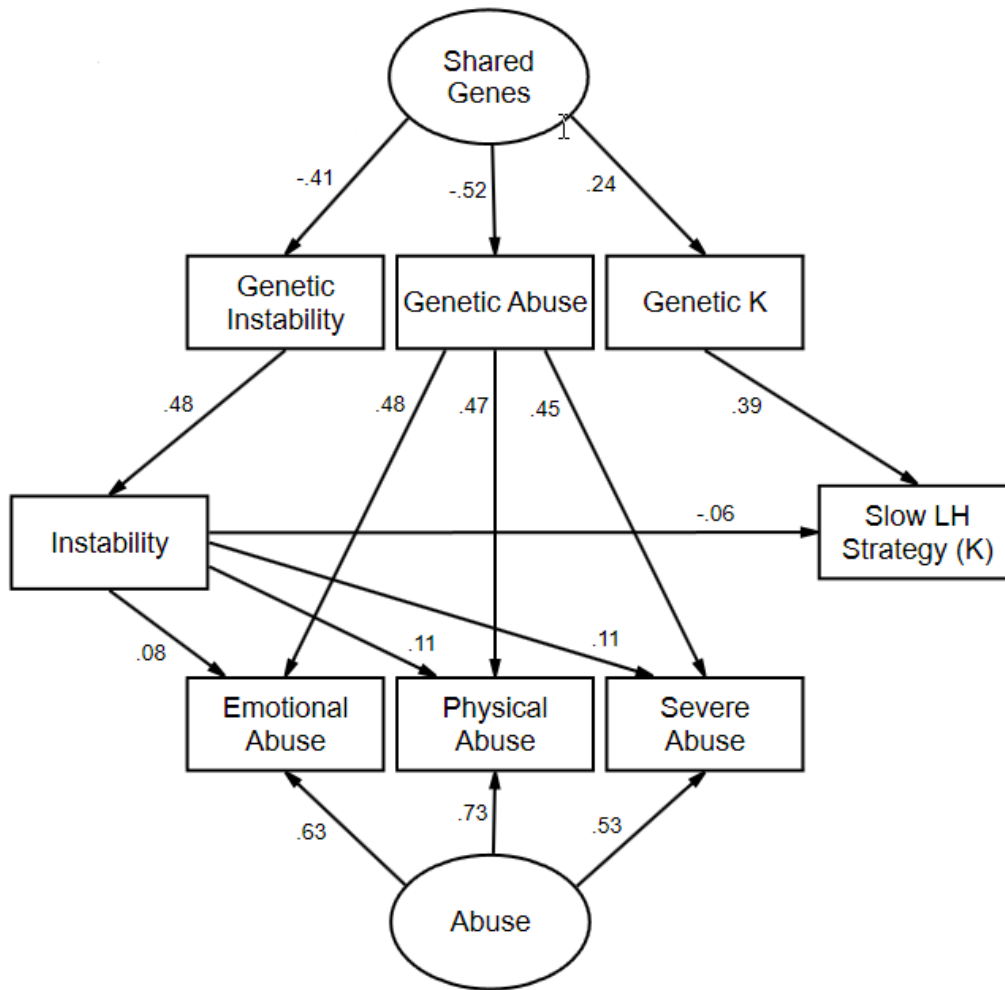 Shared
Genes
-.41
-.52
.24
Genetic
Instability
Genetic Abuse
Genetic K
.48
.48
.47
.45
.39
Instability
-.06
Slow LH
Strategy (K)
.08
.11
.11
Emotional
Abuse
Physical
Abuse
Severe
Abuse
.63
.73
.53
Abuse